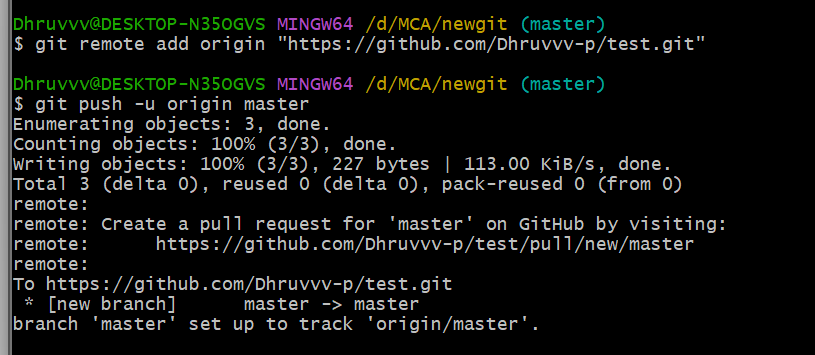 Dhruvvv@DESKTOP-N35OGVS MINGW64 /d/MCA/newgit (master)
$ git remote add origin "https://github.com/Dhruvvv-p/test.git"
Dhruvvv@DESKTOP-N35OGVS MINGW64 /d/MCA/newgit (master)
$ git push -u origin master
Enumerating objects: 3, done.
Counting objects: 100% (3/3), done.
Writing objects: 100% (3/3), 227 bytes | 113.00 KiB/s, done.
Total 3 (delta 0), reused 0 (delta 0), pack-reused 0 (from 0)
remote:
remote: Create a pull request for 'master' on GitHub by visiting:
remote:      https://github.com/Dhruvvv-p/test/pull/new/master
remote:
To https://github.com/Dhruvvv-p/test.git
 * [new branch]      master -> master
branch 'master' set up to track 'origin/master'.